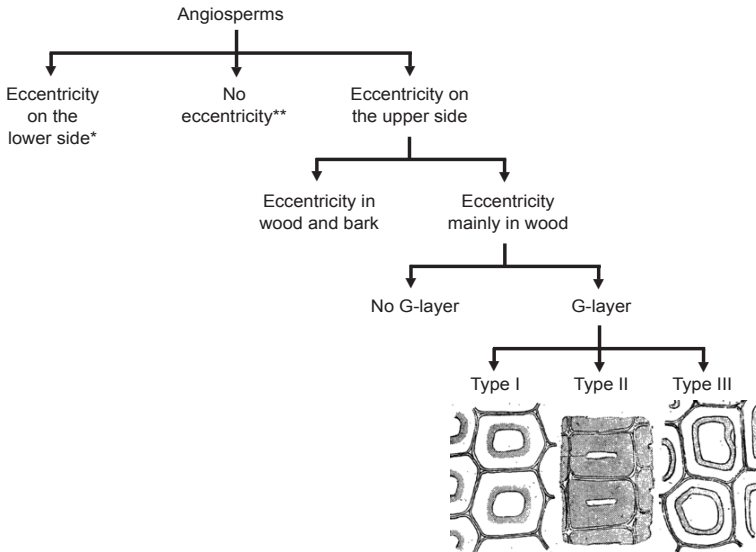 Angiosperms
Eccentricity
on the
lower side*
No
eccentricity**
Eccentricity on
the upper side
Eccentricity in
wood and bark
Eccentricity
mainly in wood
No G-layer
G-layer
Type I
Type II
Type III